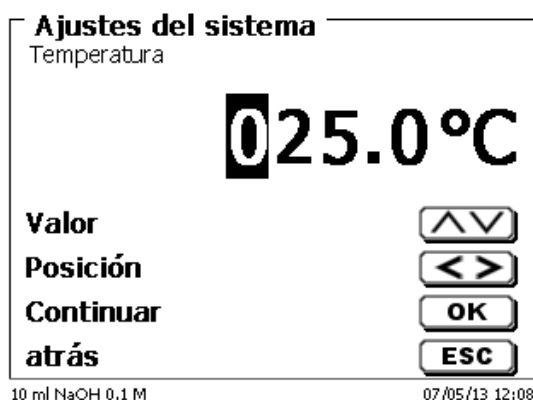 Ajustes del sistema
Temperatura
025.0°C
Valor
Posición
Continuar OK
atrás ESC
10 ml NaOH 0.1 M 07/05/13 12:08